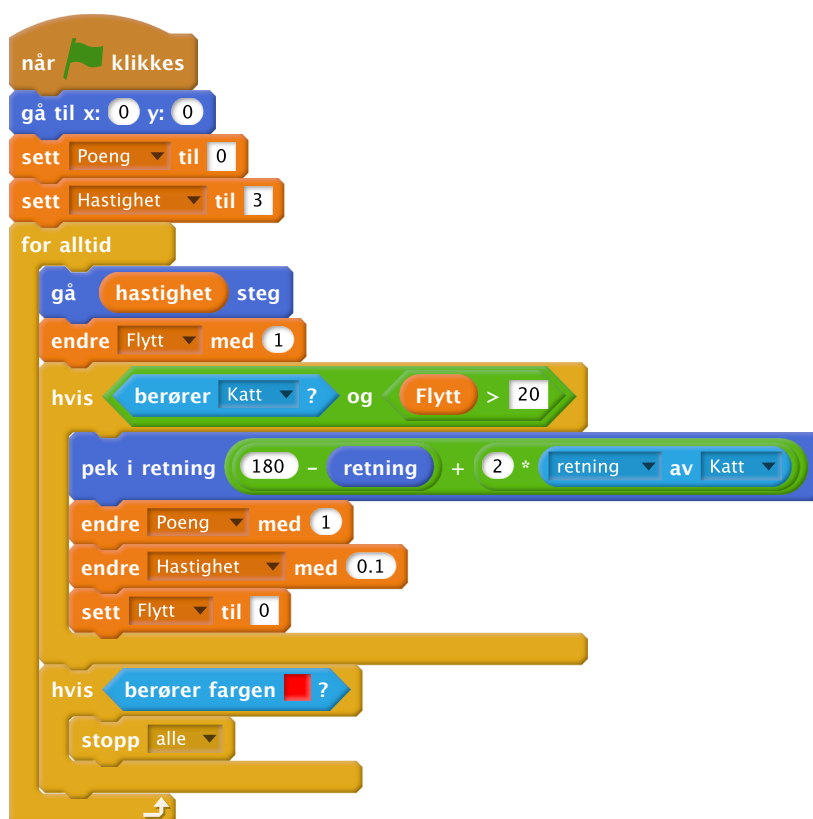 når klikkes
gå til x: 0 y: 0
sett Poeng til 0
sett Hastighet til 3
for alltid
gå hastighet steg
endre Flytt med 1
hvis berører Katt ? og Flytt > 20
pek i retning 180 - retning + 2 * retning av Katt
endre Poeng med 1
endre Hastighet med 0.1
sett Flytt til 0
hvis berører fargen ?
stopp alle